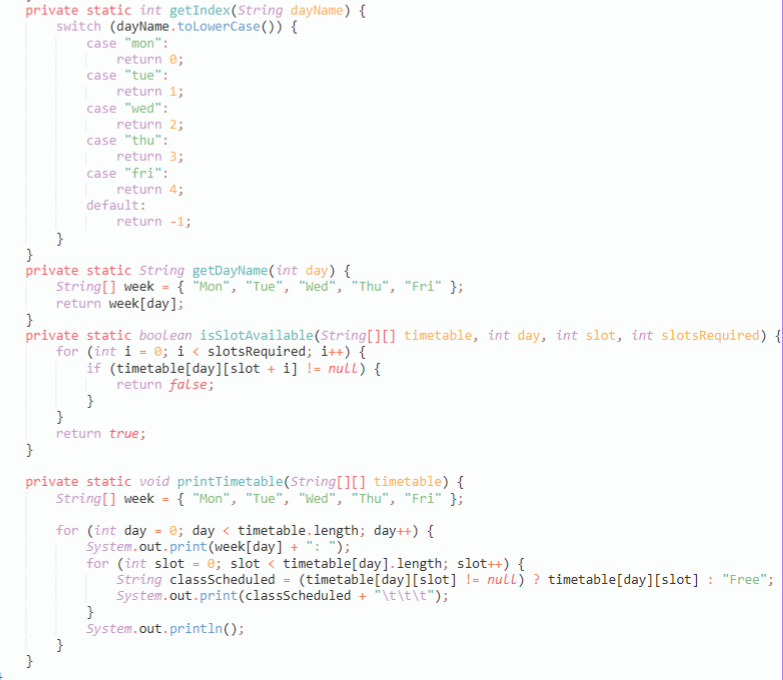 private static int getIndex(String dayName) {
switch (dayName.toLowerCase()) {
case "mon":
return 0;
case "tue":
return 1;
case "wed":
return 2;
case "thu":
return 3;
case "fri":
return 4;
default:
return -1;
}
}
private static String getDayName(int day) {
String[] week = { "Mon", "Tue", "Wed", "Thu", "Fri" };
return week[day];
}
private static boolean isSlotAvailable(String[][] timetable, int day, int slot, int slotsRequired) {
for (int i = 0; i < slotsRequired; i++) {
if (timetable[day][slot + i] != null) {
return false;
}
}
return true;
}
private static void printTimetable(String[][] timetable) {
String[] week = { "Mon", "Tue", "Wed", "Thu", "Fri" };
for (int day = 0; day < timetable.length; day++) {
System.out.print(week[day] + ": ");
for (int slot = 0; slot < timetable[day].length; slot++) {
String classScheduled = (timetable[day][slot] != null) ? timetable[day][slot] : "Free";
System.out.print(classScheduled + "\t\t\t");
}
System.out.println();
}
}